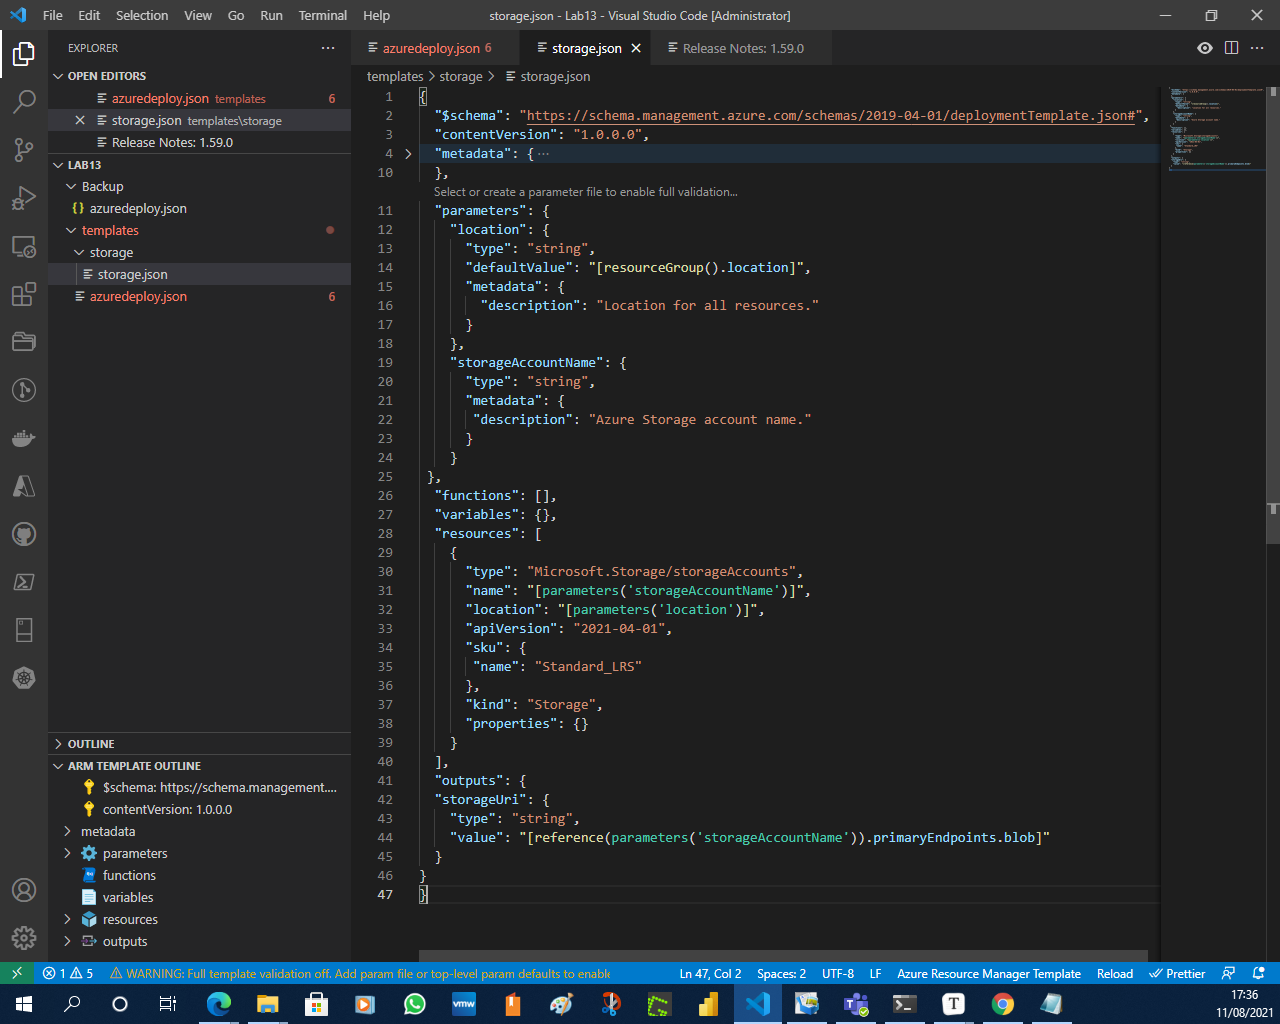 File Edit Selection View Go Run Terminal Help
storage.json - Lab13 - Visual Studio Code [Administrator]
EXPLORER
OPEN EDITORS
azuredeploy.json templates 6
storage.json templates\storage
Release Notes: 1.59.0
LAB13
Backup
azuredeploy.json
templates
storage
storage.json
azuredeploy.json 6
OUTLINE
ARM TEMPLATE OUTLINE
$schema: https://schema.management....
contentVersion: 1.0.0.0
metadata
parameters
functions
variables
resources
outputs
azuredeploy.json 6
storage.json
Release Notes: 1.59.0
templates > storage > storage.json
1 {
2 "$schema": "https://schema.management.azure.com/schemas/2019-04-01/deploymentTemplate.json#",
3 "contentVersion": "1.0.0.0",
4 "metadata": { ...
10 },
Select or create a parameter file to enable full validation...
11 "parameters": {
12 "location": {
13 "type": "string",
14 "defaultValue": "[resourceGroup().location]",
15 "metadata": {
16 "description": "Location for all resources."
17 }
18 },
19 "storageAccountName": {
20 "type": "string",
21 "metadata": {
22 "description": "Azure Storage account name."
23 }
24 }
25 },
26 "functions": [],
27 "variables": {},
28 "resources": [
29 {
30 "type": "Microsoft.Storage/storageAccounts",
31 "name": "[parameters('storageAccountName')]",
32 "location": "[parameters('location')]",
33 "apiVersion": "2021-04-01",
34 "sku": {
35 "name": "Standard_LRS"
36 },
37 "kind": "Storage",
38 "properties": {}
39 }
40 ],
41 "outputs": {
42 "storageUri": {
43 "type": "string",
44 "value": "[reference(parameters('storageAccountName')).primaryEndpoints.blob]"
45 }
46 }
47 }
1 5 WARNING: Full template validation off. Add param file or top-level param defaults to enable
Ln 47, Col 2 Spaces: 2 UTF-8 LF Azure Resource Manager Template Reload Prettier
vmw
T
17:36
11/08/2021